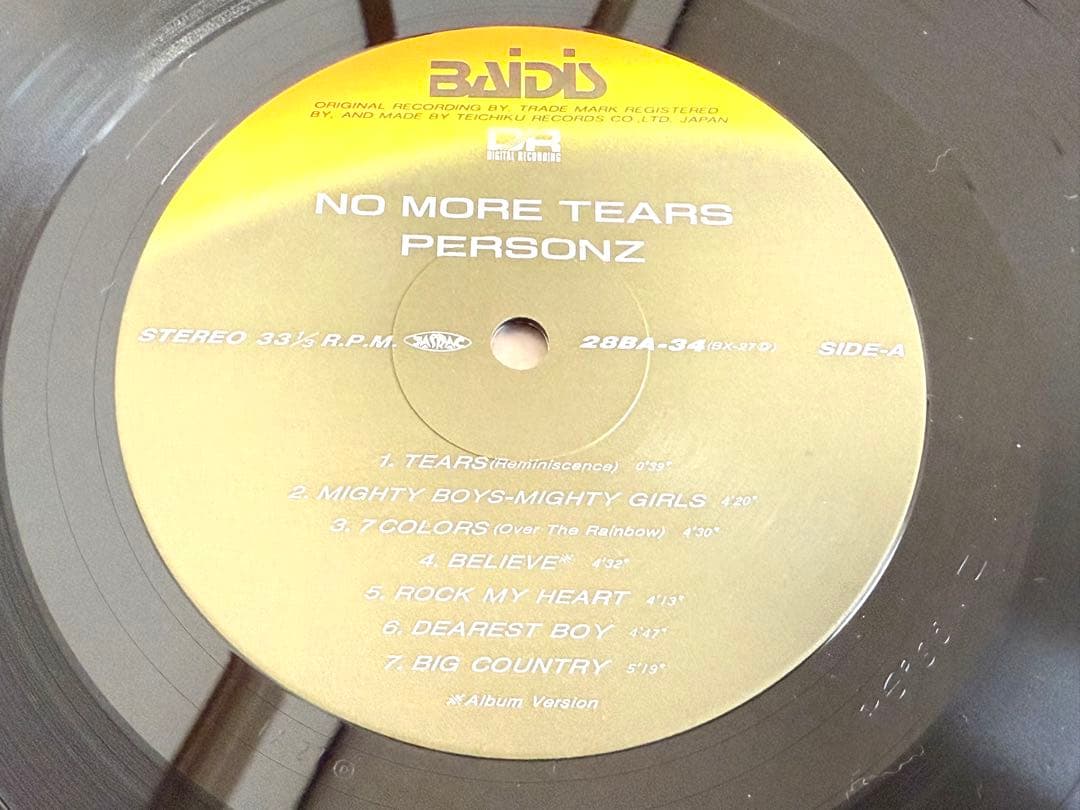 BAIDIS
ORIGINAL RECORDING BY, TRADE MARK REGISTERED
BY, AND MADE BY TEICHIKU RECORDS CO.,LTD. JAPAN
DR
DIGITAL RECORDING
NO MORE TEARS
PERSONZ
STEREO 33⅓ R.P.M. JASRAC 28BA-34 SIDE-A
1. TEARS (Reminiscence) 0'39"
2. MIGHTY BOYS-MIGHTY GIRLS 4'20"
3. 7 COLORS (Over The Rainbow) 4'30"
4. BELIEVE※ 4'32"
5. ROCK MY HEART 4'13"
6. DEAREST BOY 4'47"
7. BIG COUNTRY 5'19"
※Album Version